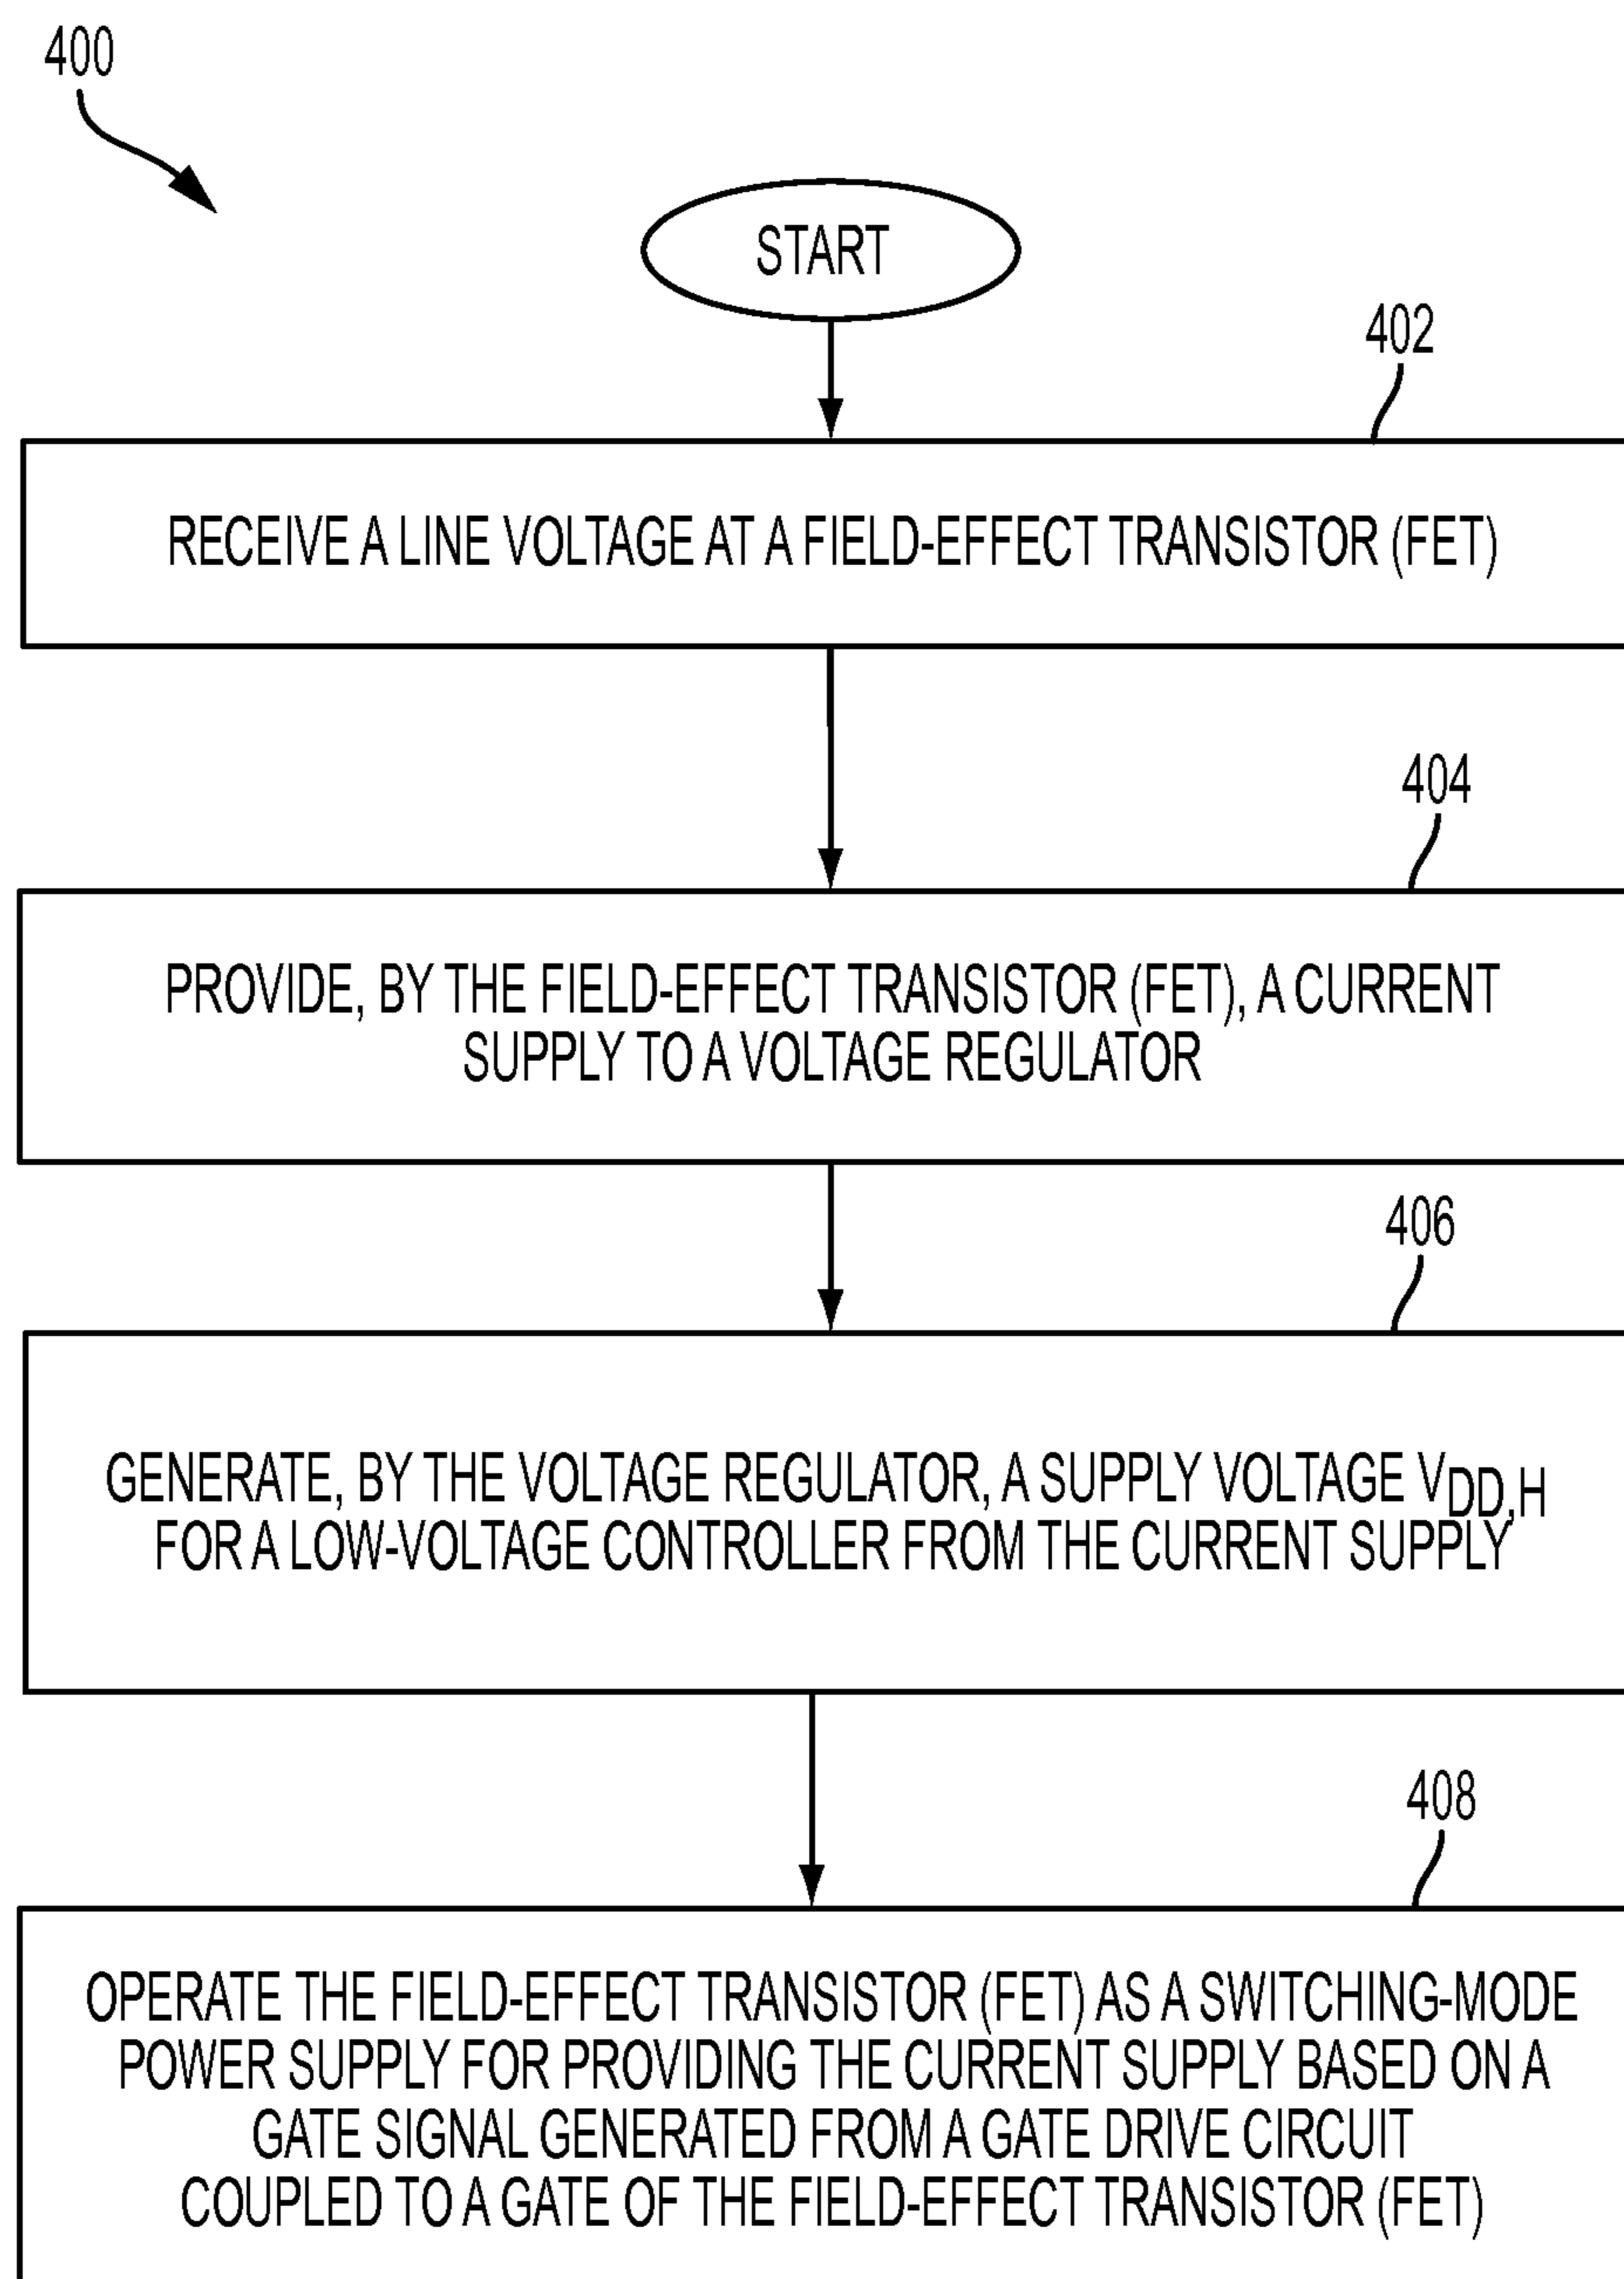 400
START
402
RECEIVE A LINE VOLTAGE AT A FIELD-EFFECT TRANSISTOR (FET)
404
PROVIDE, BY THE FIELD-EFFECT TRANSISTOR (FET), A CURRENT
SUPPLY TO A VOLTAGE REGULATOR
406
GENERATE, BY THE VOLTAGE REGULATOR, A SUPPLY VOLTAGE VDD,H
FOR A LOW-VOLTAGE CONTROLLER FROM THE CURRENT SUPPLY
408
OPERATE THE FIELD-EFFECT TRANSISTOR (FET) AS A SWITCHING-MODE
POWER SUPPLY FOR PROVIDING THE CURRENT SUPPLY BASED ON A
GATE SIGNAL GENERATED FROM A GATE DRIVE CIRCUIT
COUPLED TO A GATE OF THE FIELD-EFFECT TRANSISTOR (FET)